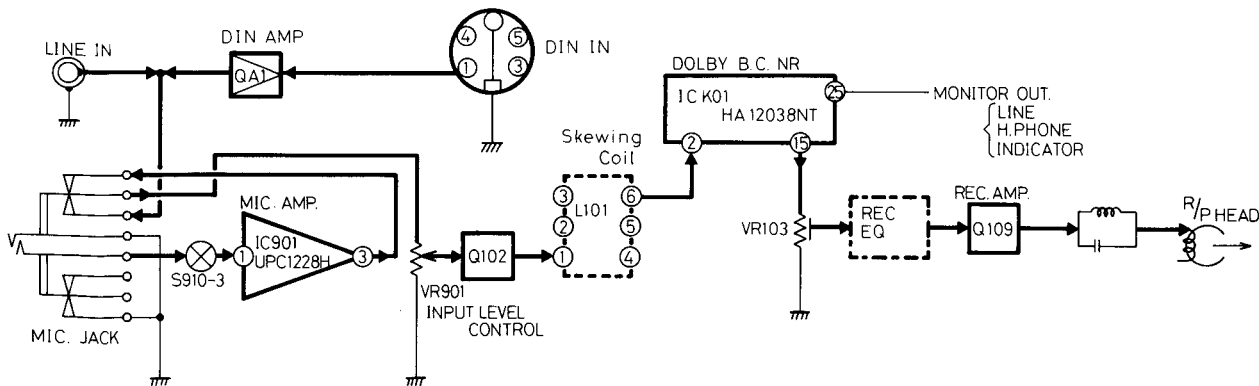 LINE IN
DIN AMP
QA1
4
5
1
3
DIN IN
DOLBY B.C. NR
IC K01
HA12038NT
25
2
15
MONITOR OUT.
LINE
H.PHONE
INDICATOR
Skewing
Coil
3
6
L101
2
5
1
4
MIC. AMP.
IC901
UPC1228H
1
3
S910-3
MIC. JACK
VR901
INPUT LEVEL
CONTROL
Q102
VR103
REC
EQ
REC. AMP.
Q109
R/P HEAD